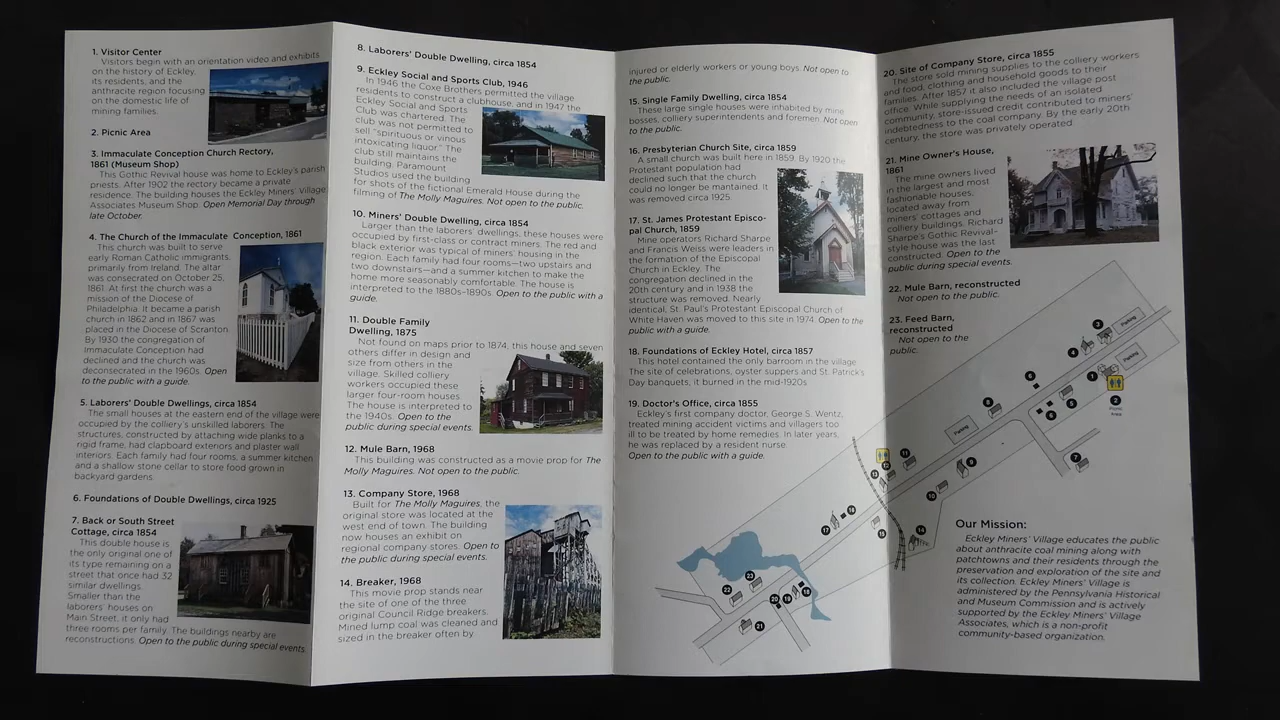 1. Visitor Center
Visitors begin with an orientation video and exhibits
on the history of Eckley,
its residents, and the
anthracite region focusing
on the domestic life of
mining families.
2. Picnic Area
3. Immaculate Conception Church Rectory,
1861 (Museum Shop)
This Gothic Revival house was home to Eckley's parish
priests. After 1902 the rectory became a private
residence. The building houses the Eckley Miners' Village
Associates Museum Shop. Open Memorial Day through
late October.
4. The Church of the Immaculate Conception, 1861
This church was built to serve
early Roman Catholic immigrants,
primarily from Ireland. The altar
was consecrated on October 25,
1861. At first the church was a
mission of the Diocese of
Philadelphia. It became a parish
church in 1862 and in 1867 was
placed in the Diocese of Scranton.
By 1930 the congregation of
Immaculate Conception had
declined and the church was
deconsecrated in the 1960s. Open
to the public with a guide.
5. Laborers' Double Dwellings, circa 1854
The small houses at the eastern end of the village were
occupied by the colliery's unskilled laborers. The
structures, constructed by attaching wide planks to a
rigid frame, had clapboard exteriors and plaster wall
interiors. Each family had four rooms, a summer kitchen
and a shallow stone cellar to store food grown in
backyard gardens.
6. Foundations of Double Dwellings, circa 1925
7. Back or South Street
Cottage, circa 1854
This double house is
the only original one of
its type remaining on a
street that once had 32
similar dwellings.
Smaller than the
laborers' houses on
Main Street, it only had
three rooms per family. The buildings nearby are
reconstructions. Open to the public during special events.
8. Laborers' Double Dwelling, circa 1854
9. Eckley Social and Sports Club, 1946
In 1946 the Coxe Brothers permitted the village
residents to construct a clubhouse, and in 1947 the
Eckley Social and Sports
Club was chartered. The
club was not permitted to
sell "spirituous or vinous
intoxicating liquor." The
club still maintains the
building. Paramount
Studios used the building
for shots of the fictional Emerald House during the
filming of The Molly Maguires. Not open to the public.
10. Miners' Double Dwelling, circa 1854
Larger than the laborers' dwellings, these houses were
occupied by first-class or contract miners. The red and
black exterior was typical of miners' housing in the
region. Each family had four rooms—two upstairs and
two downstairs—and a summer kitchen to make the
home more seasonably comfortable. The house is
interpreted to the 1880s-1890s. Open to the public with a
guide.
11. Double Family
Dwelling, 1875
Not found on maps prior to 1874, this house and seven
others differ in design and
size from others in the
village. Skilled colliery
workers occupied these
larger four-room houses.
The house is interpreted to
the 1940s. Open to the
public during special events.
12. Mule Barn, 1968
This building was constructed as a movie prop for The
Molly Maguires. Not open to the public.
13. Company Store, 1968
Built for The Molly Maguires, the
original store was located at the
west end of town. The building
now houses an exhibit on
regional company stores. Open to
the public during special events.
14. Breaker, 1968
This movie prop stands near
the site of one of the three
original Council Ridge breakers.
Mined lump coal was cleaned and
sized in the breaker often by
injured or elderly workers or young boys. Not open to
the public.
15. Single Family Dwelling, circa 1854
These large single houses were inhabited by mine
bosses, colliery superintendents and foremen. Not open
to the public.
16. Presbyterian Church Site, circa 1859
A small church was built here in 1859. By 1920 the
Protestant population had
declined such that the church
could no longer be mantained. It
was removed circa 1925.
17. St. James Protestant Episco-
pal Church, 1859
Mine operators Richard Sharpe
and Francis Weiss were leaders in
the formation of the Episcopal
Church in Eckley. The
congregation declined in the
20th century and in 1938 the
structure was removed. Nearly
identical, St. Paul's Protestant Episcopal Church of
White Haven was moved to this site in 1974. Open to the
public with a guide.
18. Foundations of Eckley Hotel, circa 1857
This hotel contained the only barroom in the village.
The site of celebrations, oyster suppers and St. Patrick's
Day banquets, it burned in the mid-1920s.
19. Doctor's Office, circa 1855
Eckley's first company doctor, George S. Wentz,
treated mining accident victims and villagers too
ill to be treated by home remedies. In later years,
he was replaced by a resident nurse.
Open to the public with a guide.
20. Site of Company Store, circa 1855
The store sold mining supplies to the colliery workers
and food, clothing and household goods to their
families. After 1857 it also included the village post
office. While supplying the needs of an isolated
community, store-issued credit contributed to miners'
indebtedness to the coal company. By the early 20th
century, the store was privately operated.
21. Mine Owner's House,
1861
The mine owners lived
in the largest and most
fashionable houses,
located away from
miners' cottages and
colliery buildings. Richard
Sharpe's Gothic Revival-
style house was the last
constructed. Open to the
public during special events.
22. Mule Barn, reconstructed
Not open to the public.
23. Feed Barn,
reconstructed
Not open to the
public.
3
Parking
4
Parking
1
6
2
Picnic
Area
5
6
8
Parking
7
11
12
13
9
10
16
17
15
14
23
22
20
19
18
21
Our Mission:
Eckley Miners' Village educates the public
about anthracite coal mining along with
patchtowns and their residents through the
preservation and exploration of the site and
its collection. Eckley Miners' Village is
administered by the Pennsylvania Historical
and Museum Commission and is actively
supported by the Eckley Miners' Village
Associates, which is a non-profit
community-based organization.